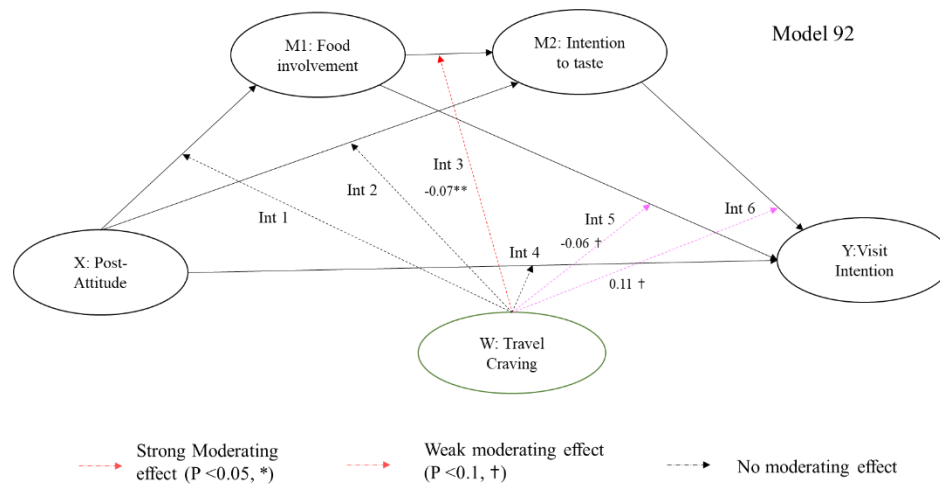 Model 92
M1: Food
involvement
M2: Intention
to taste
Int 3
-0.07**
Int 1
Int 2
Int 4
Int 5
-0.06 †
Int 6
0.11 †
X: Post-
Attitude
Y:Visit
Intention
W: Travel
Craving
Strong Moderating
effect (P <0.05, *)
Weak moderating effect
(P <0.1, †)
No moderating effect